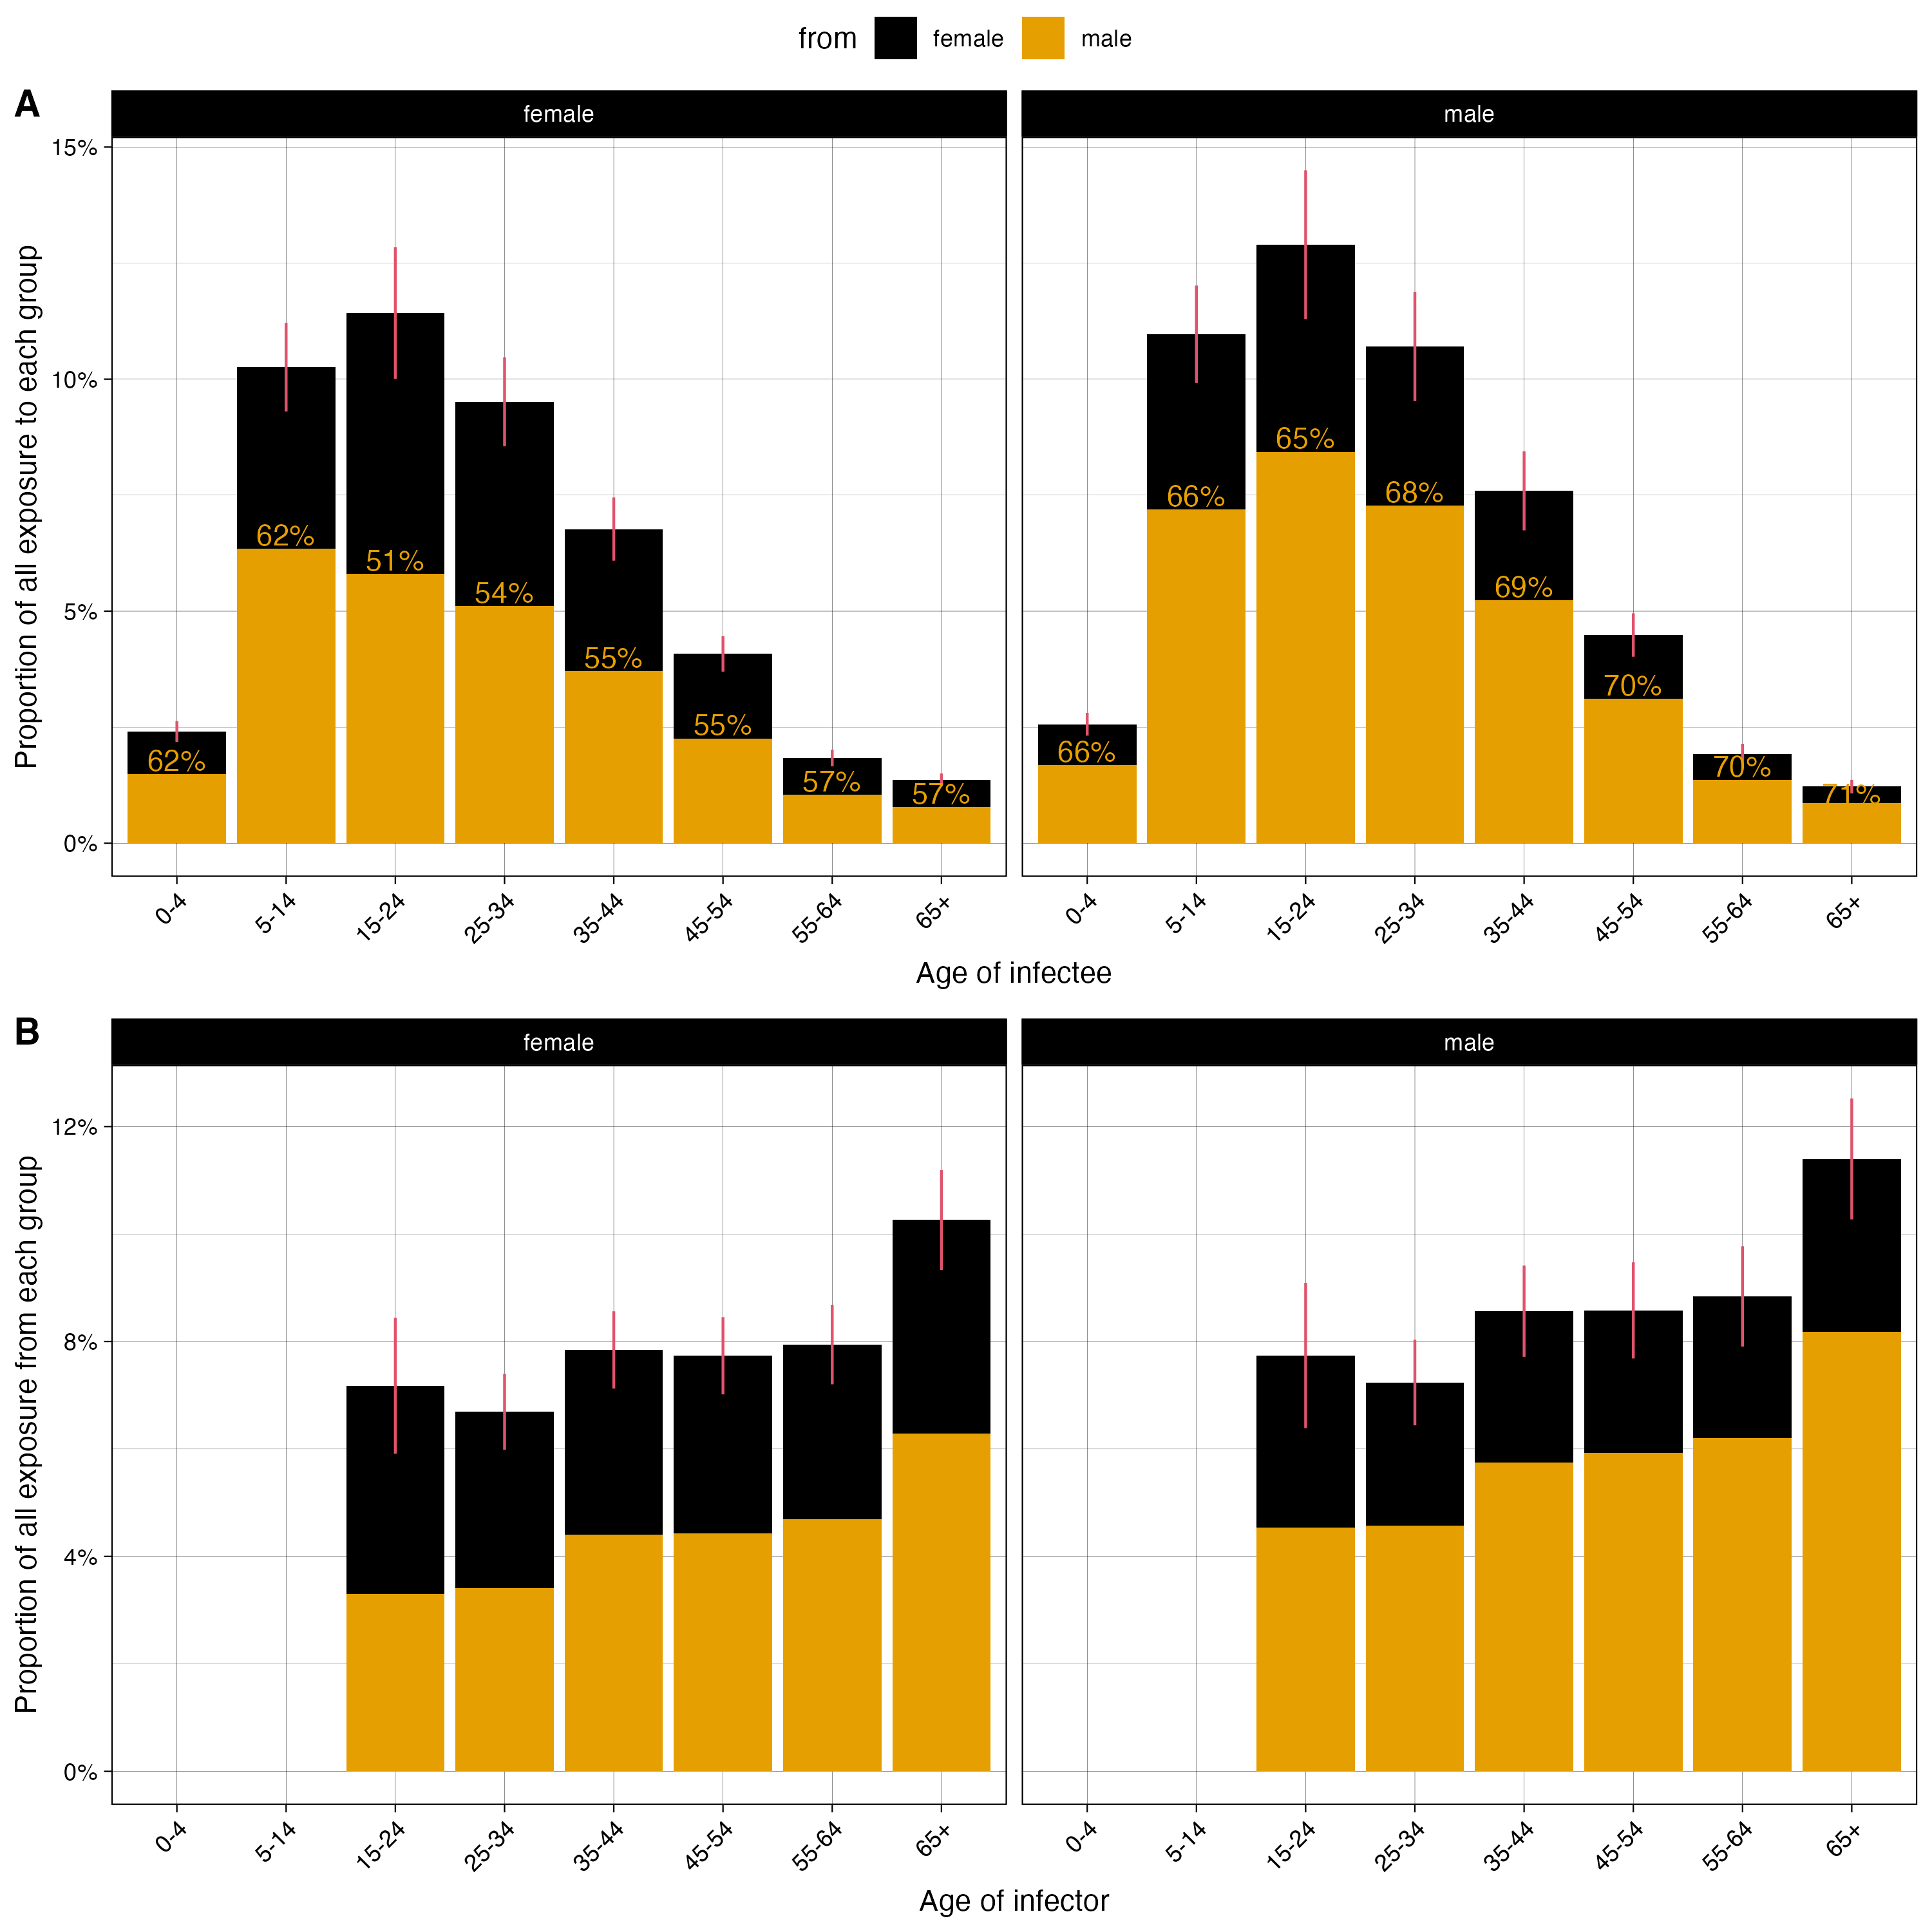 from female male
A
female male
Proportion of all exposure to each group
15%
10%
5%
0%
62% 62% 51% 54% 55% 55% 57% 57%
66% 66% 65% 68% 69% 70% 70% 71%
0-4 5-14 15-24 25-34 35-44 45-54 55-64 65+
0-4 5-14 15-24 25-34 35-44 45-54 55-64 65+
Age of infectee
B
female male
Proportion of all exposure from each group
12%
8%
4%
0%
0-4 5-14 15-24 25-34 35-44 45-54 55-64 65+
0-4 5-14 15-24 25-34 35-44 45-54 55-64 65+
Age of infector